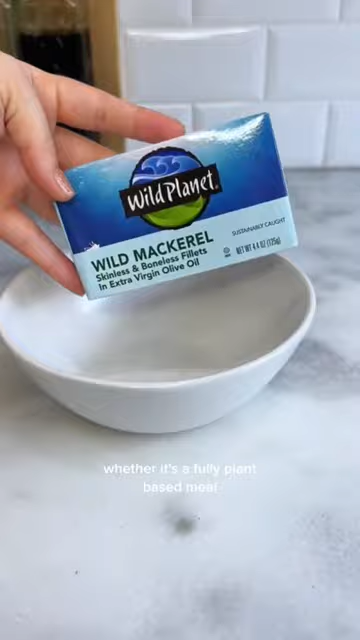 Wild Planet®
SUSTAINABLY CAUGHT
WILD MACKEREL
Skinless & Boneless Fillets
In Extra Virgin Olive Oil
NET WT 4.4 OZ (125g)
whether it's a fully plant
based meal